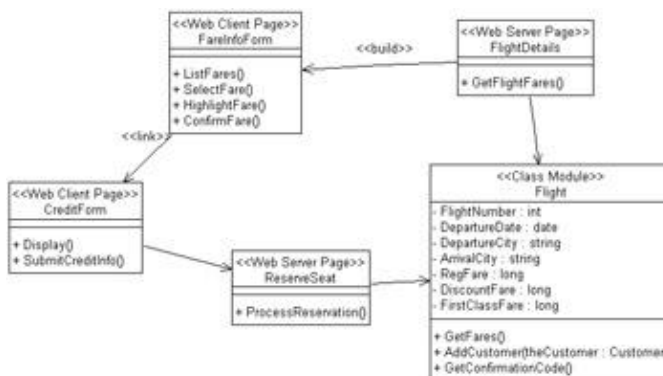 <<Web Client Page>>
FareInfoForm
+ ListFares()
+ SelectFare()
+ HighlightFare()
+ ConfirmFare()
<<build>>
<<Web Server Page>>
FlightDetails
+ GetFlightFares()
<<link>>
<<Web Client Page>>
CreditForm
+ Display()
+ SubmitCreditInfo()
<<Web Server Page>>
ReserveSeat
+ ProcessReservation()
<<Class Module>>
Flight
- FlightNumber : int
- DepartureDate : date
- DepartureCity : string
- ArrivalCity : string
- RegFare : long
- DiscountFare : long
- FirstClassFare : long
+ GetFares()
+ AddCustomer(theCustomer : Customer
+ GetConfirmationCode()